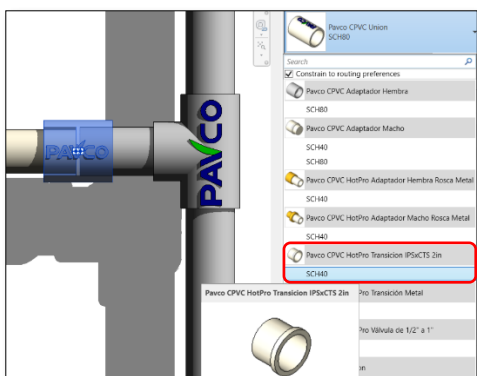 Pavco CPVC Union
SCH80
Search
Constrain to routing preferences
Pavco CPVC Adaptador Hembra
SCH80
Pavco CPVC Adaptador Macho
SCH40
SCH80
Pavco CPVC HotPro Adaptador Hembra Rosca Metal
SCH40
Pavco CPVC HotPro Adaptador Macho Rosca Metal
SCH40
Pavco CPVC HotPro Transicion IPSxCTS 2in
SCH40
Pavco CPVC HotPro Transicion IPSxCTS 2in
Pro Transición Metal
Pro Válvula de 1/2" a 1"
PAVCO
PAVCO